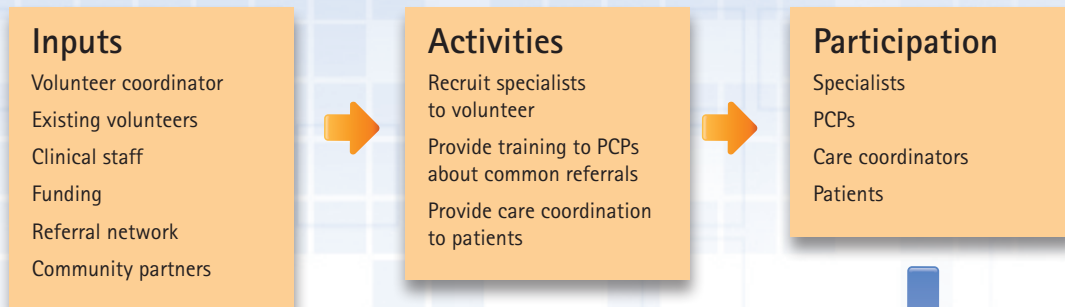 Inputs
Volunteer coordinator
Existing volunteers
Clinical staff
Funding
Referral network
Community partners
Activities
Recruit specialists
to volunteer
Provide training to PCPs
about common referrals
Provide care coordination
to patients
Participation
Specialists
PCPs
Care coordinators
Patients